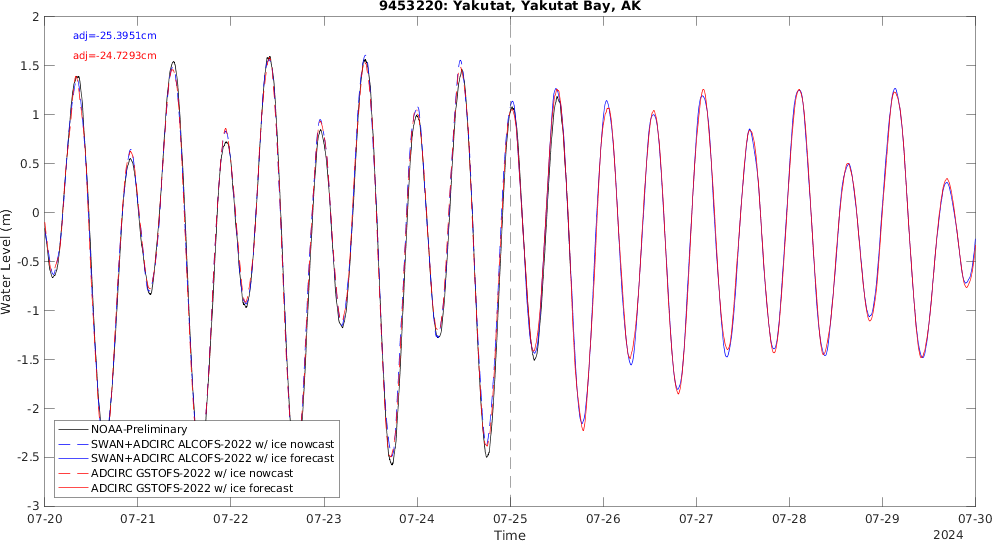 9453220: Yakutat, Yakutat Bay, AK
adj=-25.3951cm
adj=-24.7293cm
Water Level (m)
2
1.5
1
0.5
0
-0.5
-1
-1.5
-2
-2.5
-3
NOAA-Preliminary
SWAN+ADCIRC ALCOFS-2022 w/ ice nowcast
SWAN+ADCIRC ALCOFS-2022 w/ ice forecast
ADCIRC GSTOFS-2022 w/ ice nowcast
ADCIRC GSTOFS-2022 w/ ice forecast
07-20 07-21 07-22 07-23 07-24 07-25 07-26 07-27 07-28 07-29 07-30
Time
2024